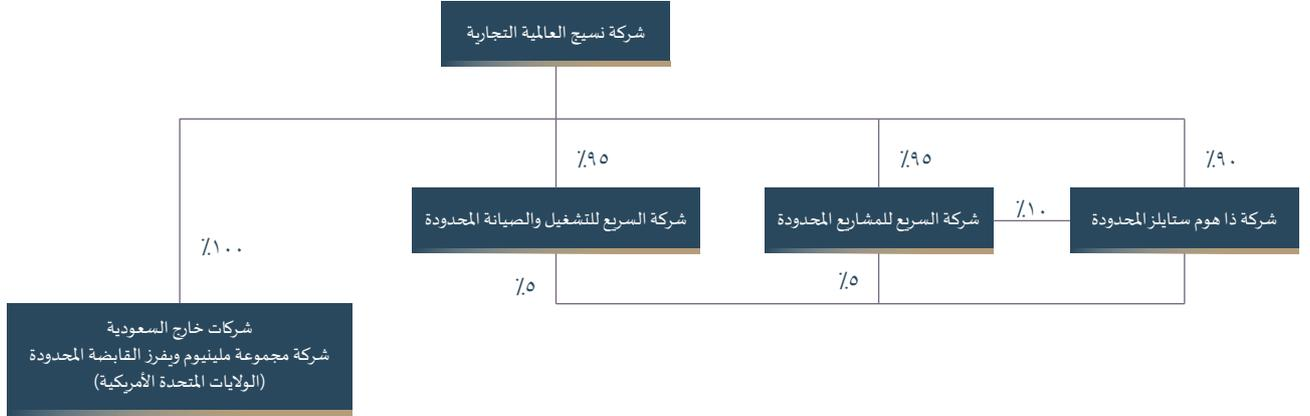 شركة نسيج العالمية التجارية
٩٠٪
٩٥٪
٩٥٪
شركة ذا هوم ستايلز المحدودة
١٠٪
شركة السريع للمشاريع المحدودة
شركة السريع للتشغيل والصيانة المحدودة
١٠٠٪
٥٪
٥٪
شركات خارج السعودية
شركة مجموعة ملينيوم ويفرز القابضة المحدودة
(الولايات المتحدة الأمريكية)